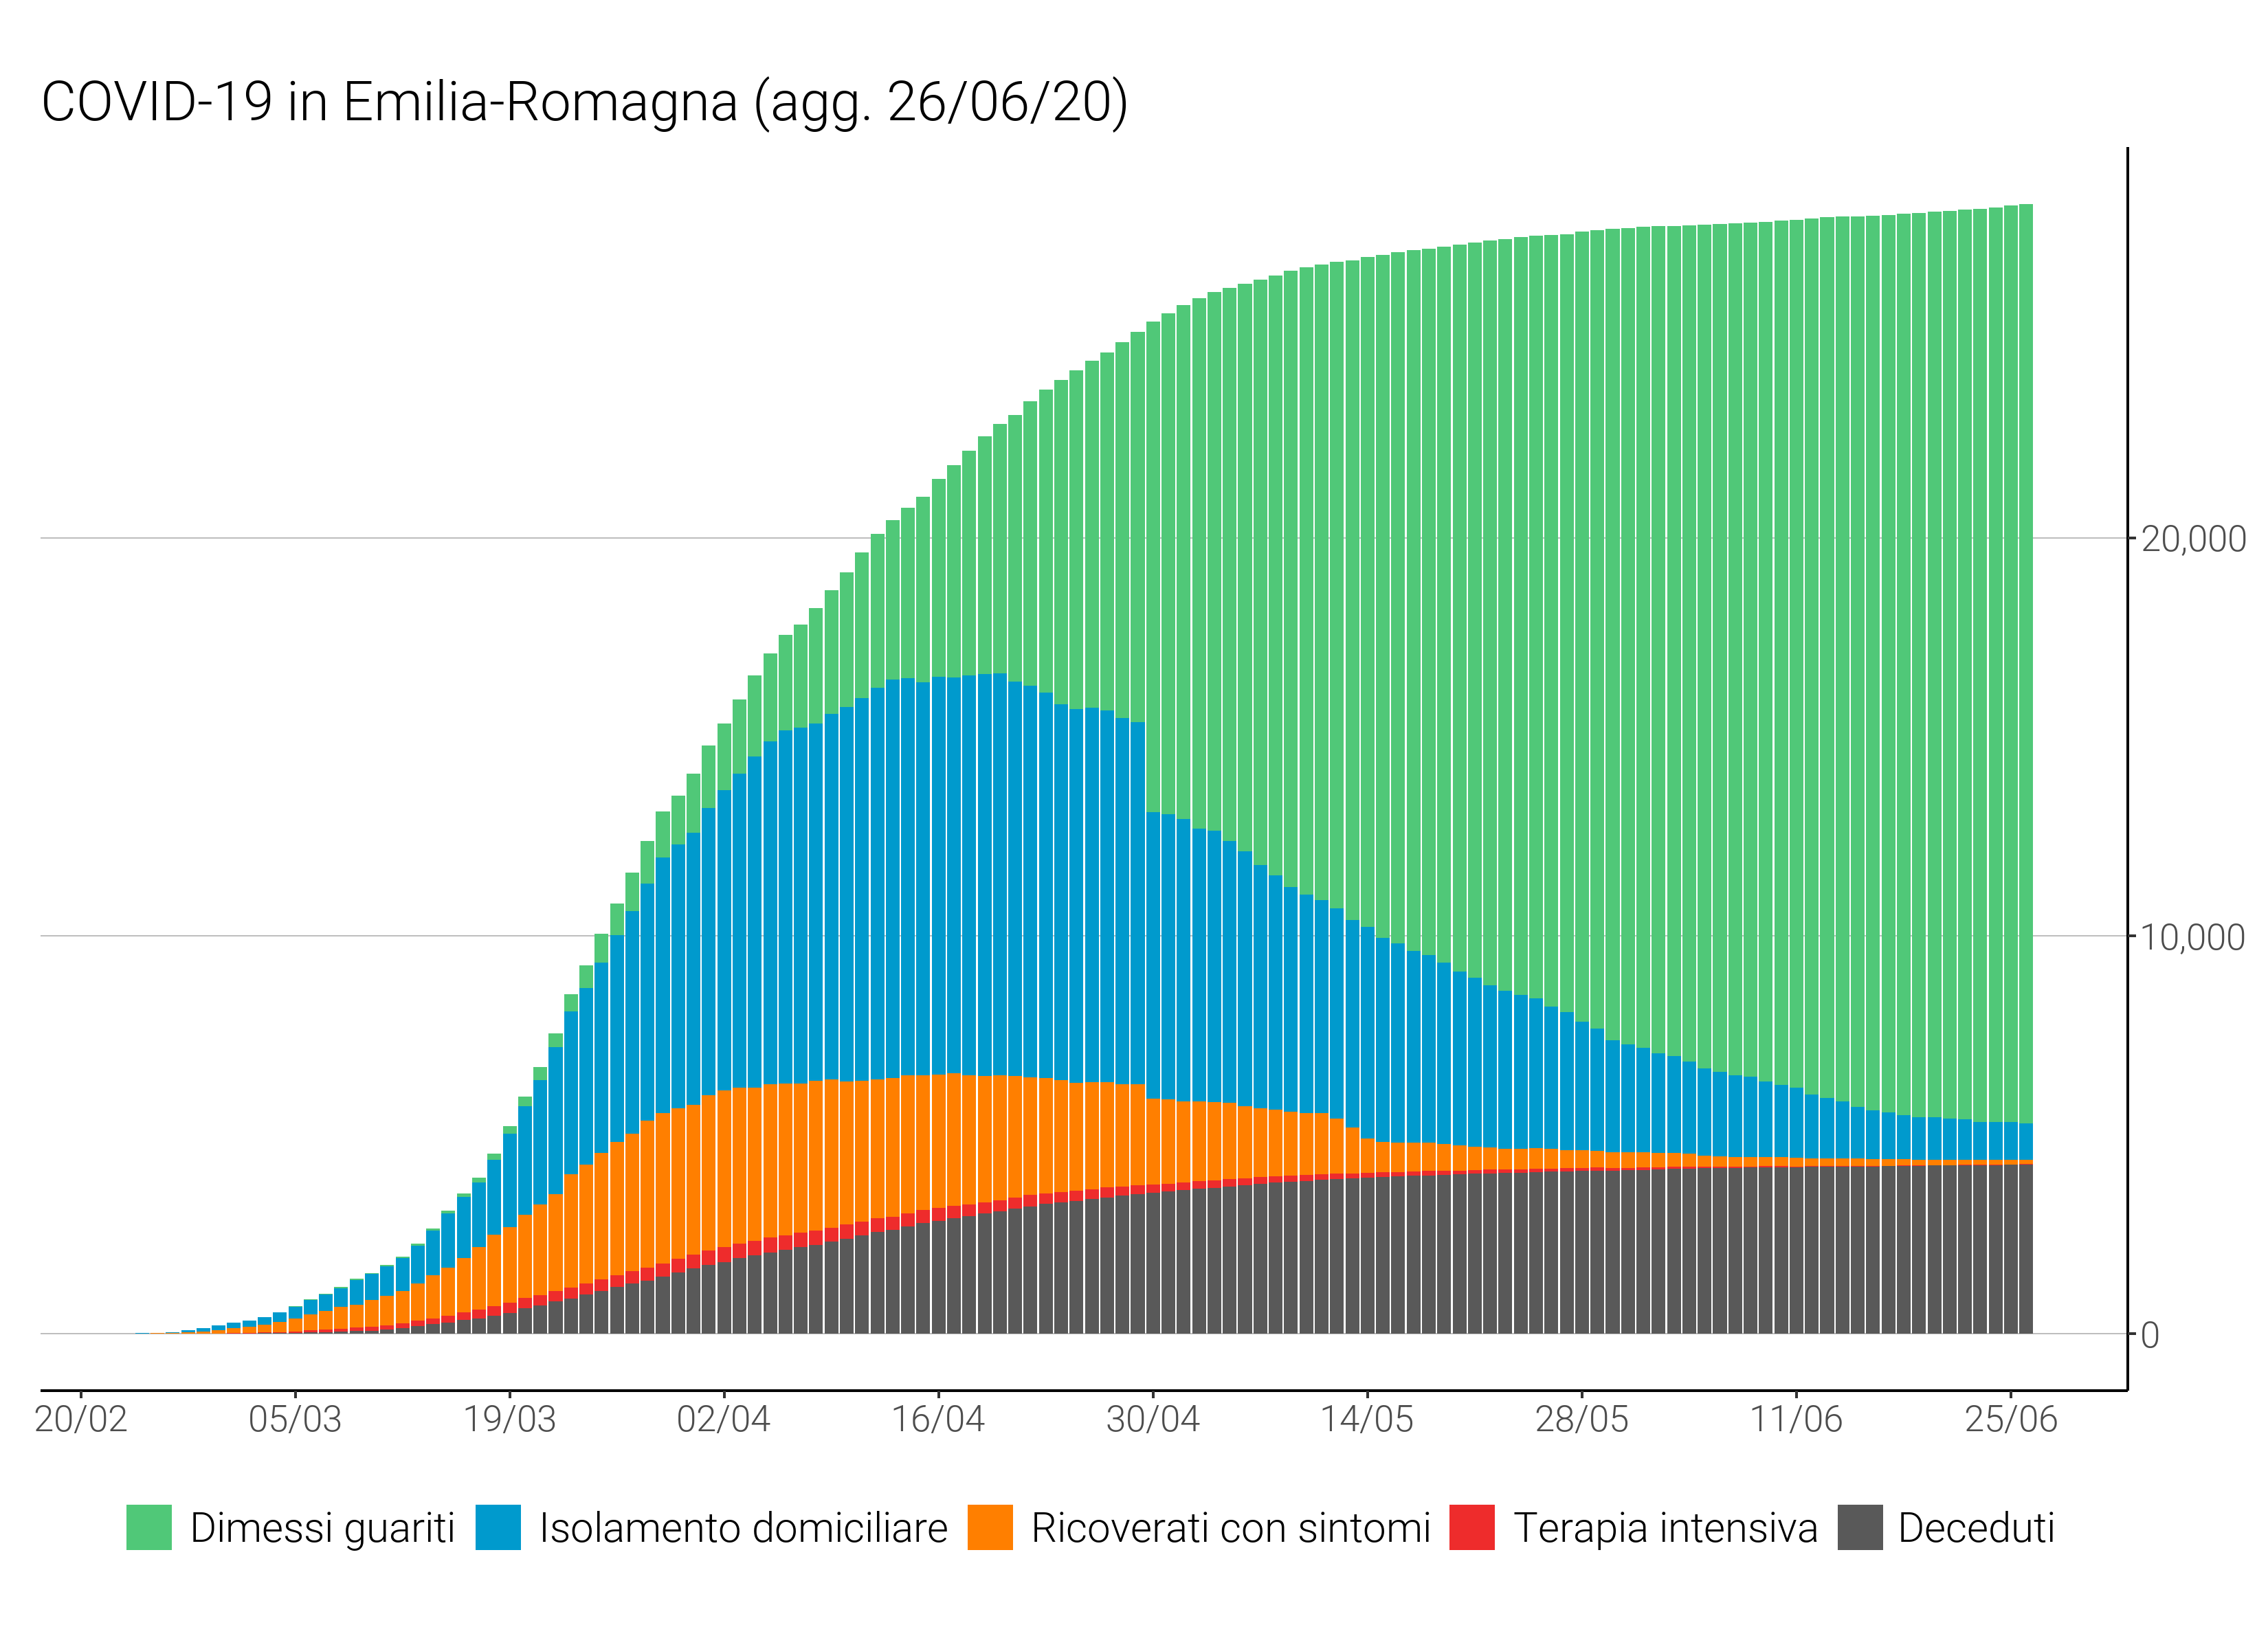 COVID-19 in Emilia-Romagna (agg. 26/06/20)
20,000
10,000
0
20/02 05/03 19/03 02/04 16/04 30/04 14/05 28/05 11/06 25/06
Dimessi guariti Isolamento domiciliare Ricoverati con sintomi Terapia intensiva Deceduti